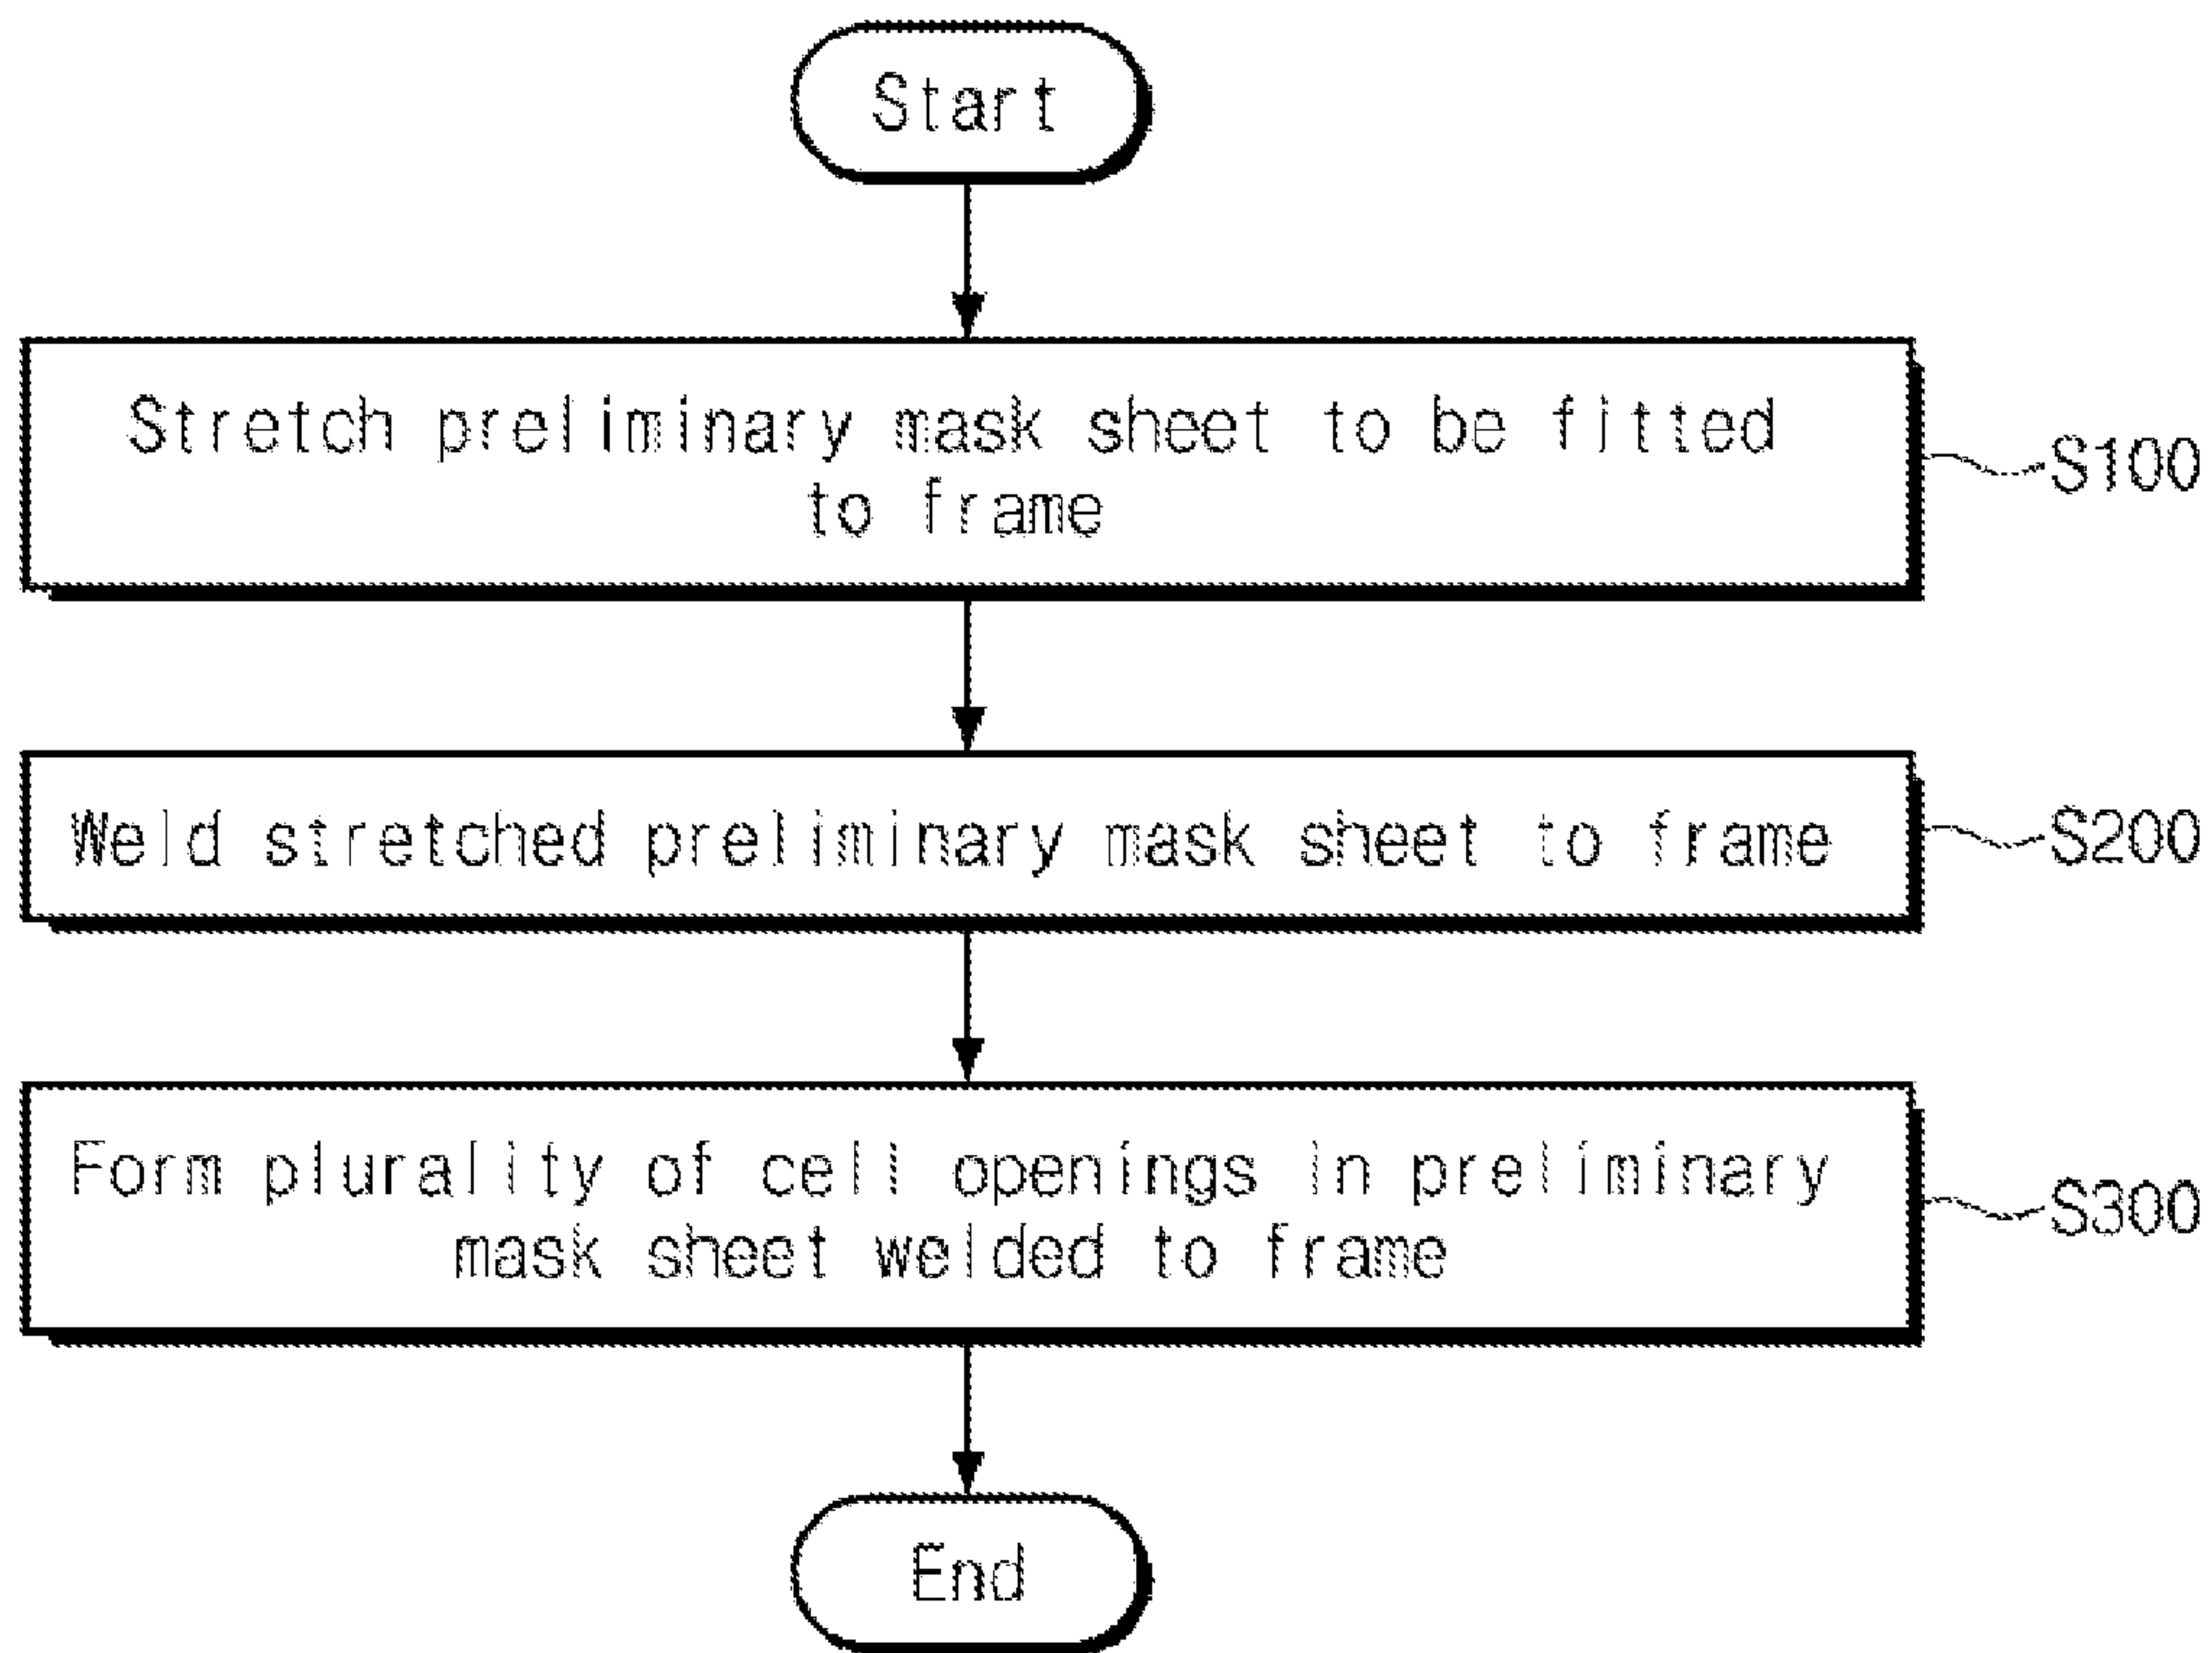 Start
Stretch preliminary mask sheet to be fitted
to frame
S100
Weld stretched preliminary mask sheet to frame
S200
Form plurality of cell openings in preliminary
mask sheet welded to frame
S300
End